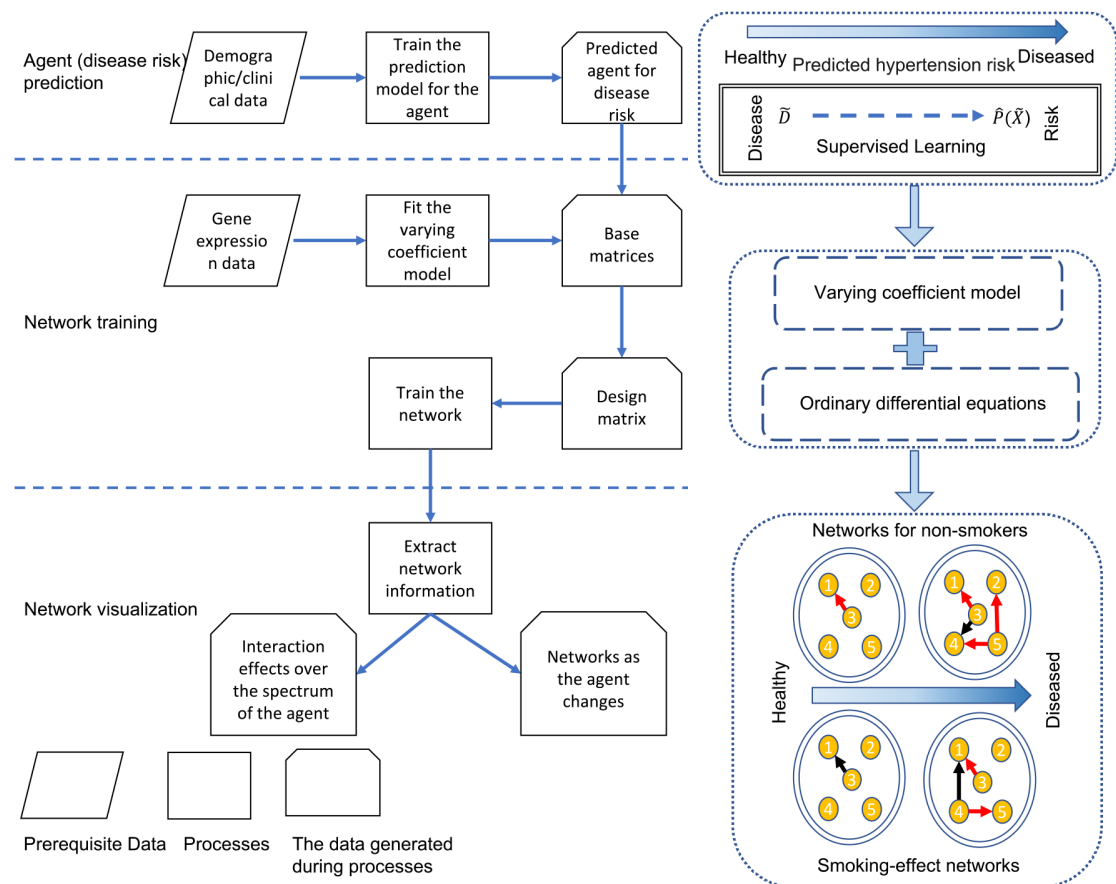 Agent (disease risk)
prediction
Demogra
phic/clini
cal data
Train the
prediction
model for the
agent
Predicted
agent for
disease
risk
Network training
Gene
expressio
n data
Fit the
varying
coefficient
model
Base
matrices
Train the
network
Design
matrix
Network visualization
Extract
network
information
Interaction
effects over
the spectrum
of the agent
Networks as
the agent
changes
Prerequisite Data
Processes
The data generated
during processes
Healthy
Diseased
Predicted hypertension risk
Disease
D̃
P̂(X̃)
Risk
Supervised Learning
Varying coefficient model
Ordinary differential equations
Networks for non-smokers
1 2
3
4 5
1 2
3
4 5
Healthy
Diseased
1 2
3
4 5
1 2
3
4 5
Smoking-effect networks